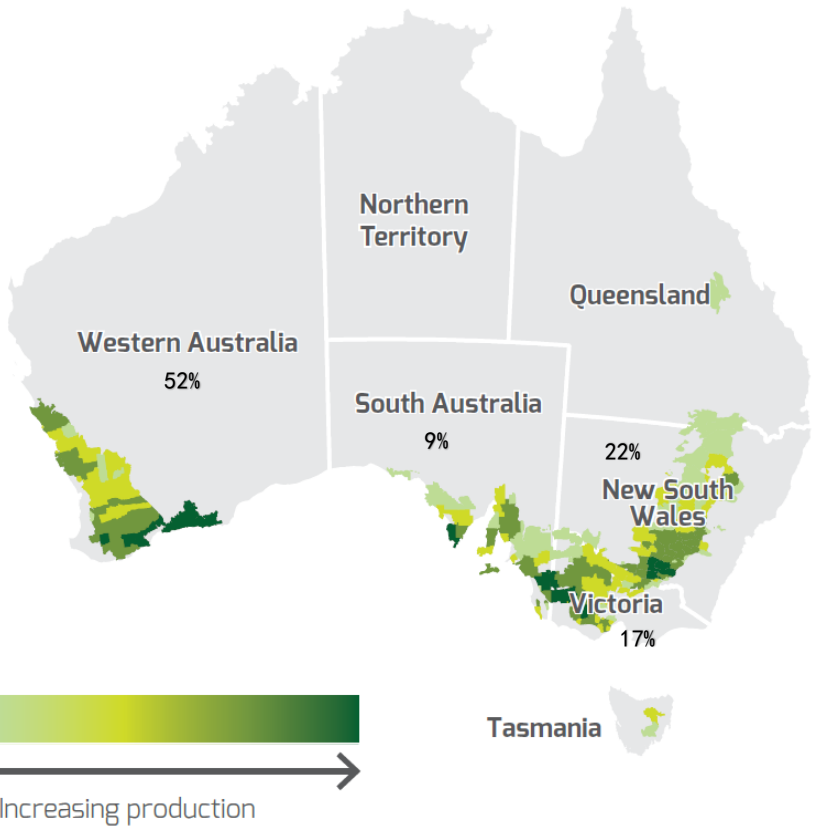 Northern
Territory
Queensland
Western Australia
52%
South Australia
9%
22%
New South
Wales
Victoria
17%
Tasmania
Increasing production